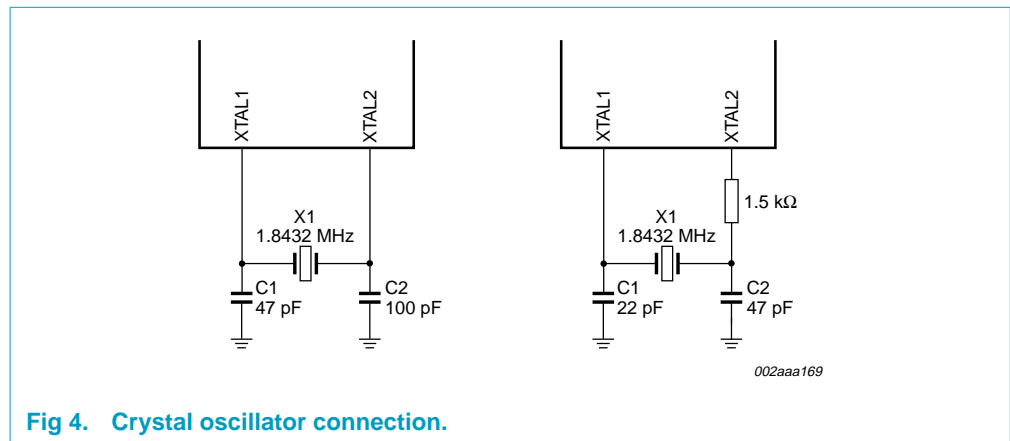 XTAL1
XTAL2
X1
1.8432 MHz
C1
47 pF
C2
100 pF
XTAL1
XTAL2
1.5 kΩ
X1
1.8432 MHz
C1
22 pF
C2
47 pF
002aaa169
Fig 4. Crystal oscillator connection.